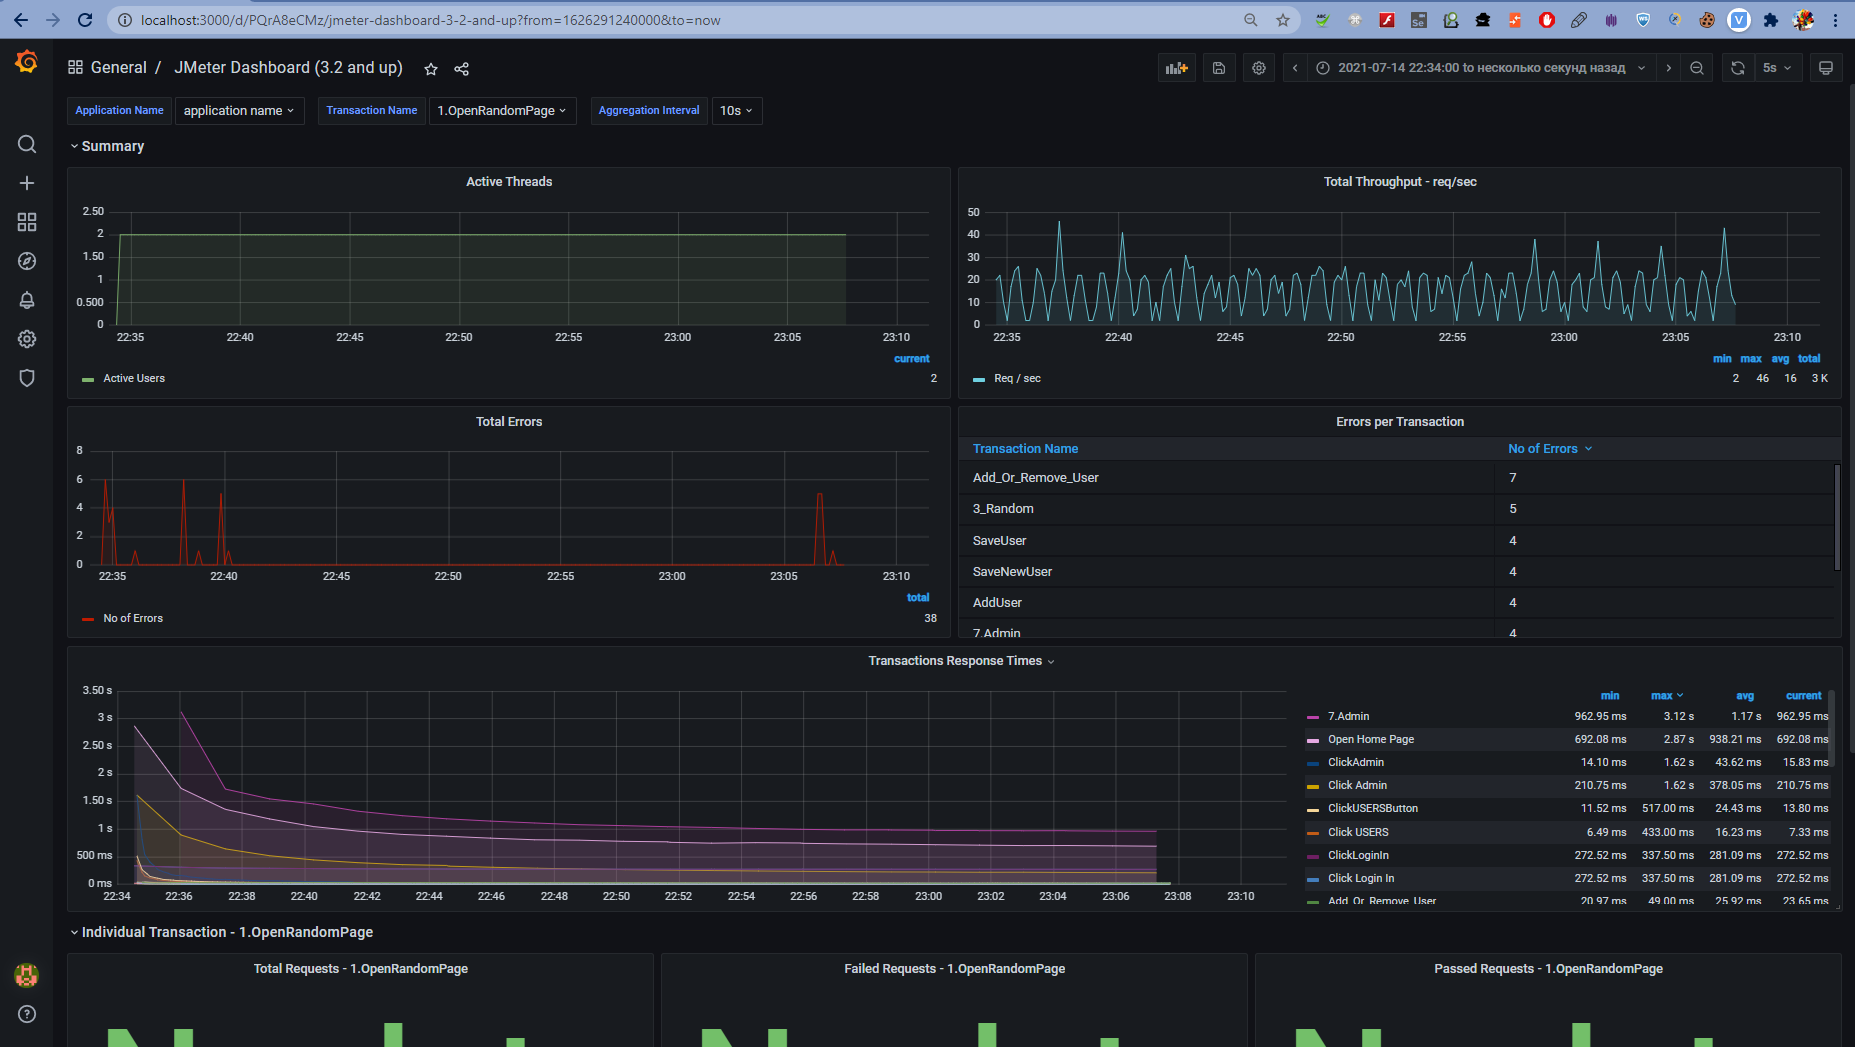 localhost:3000/d/PQrA8eCMz/jmeter-dashboard-3-2-and-up?from=1626291240000&to=now
General / JMeter Dashboard (3.2 and up)
2021-07-14 22:34:00 to несколько секунд назад
5s
Application Name application name Transaction Name 1.OpenRandomPage Aggregation Interval 10s
Summary
Active Threads
2.50
2
1.50
1
0.500
0
22:35 22:40 22:45 22:50 22:55 23:00 23:05 23:10
current
Active Users 2
Total Throughput - req/sec
50
40
30
20
10
0
22:35 22:40 22:45 22:50 22:55 23:00 23:05 23:10
min max avg total
Req / sec 2 46 16 3 K
Total Errors
8
6
4
2
0
22:35 22:40 22:45 22:50 22:55 23:00 23:05 23:10
total
No of Errors 38
Errors per Transaction
Transaction Name No of Errors
Add_Or_Remove_User 7
3_Random 5
SaveUser 4
SaveNewUser 4
AddUser 4
7.Admin 4
Transactions Response Times
3.50 s
3 s
2.50 s
2 s
1.50 s
1 s
500 ms
0 ms
22:34 22:36 22:38 22:40 22:42 22:44 22:46 22:48 22:50 22:52 22:54 22:56 22:58 23:00 23:02 23:04 23:06 23:08 23:10
min max avg current
7.Admin 962.95 ms 3.12 s 1.17 s 962.95 ms
Open Home Page 692.08 ms 2.87 s 938.21 ms 692.08 ms
ClickAdmin 14.10 ms 1.62 s 43.62 ms 15.83 ms
Click Admin 210.75 ms 1.62 s 378.05 ms 210.75 ms
ClickUSERSButton 11.52 ms 517.00 ms 24.43 ms 13.80 ms
Click USERS 6.49 ms 433.00 ms 16.23 ms 7.33 ms
ClickLoginIn 272.52 ms 337.50 ms 281.09 ms 272.52 ms
Click Login In 272.52 ms 337.50 ms 281.09 ms 272.52 ms
Add_Or_Remove_User 20.97 ms 49.00 ms 25.92 ms 23.65 ms
Individual Transaction - 1.OpenRandomPage
Total Requests - 1.OpenRandomPage
Failed Requests - 1.OpenRandomPage
Passed Requests - 1.OpenRandomPage